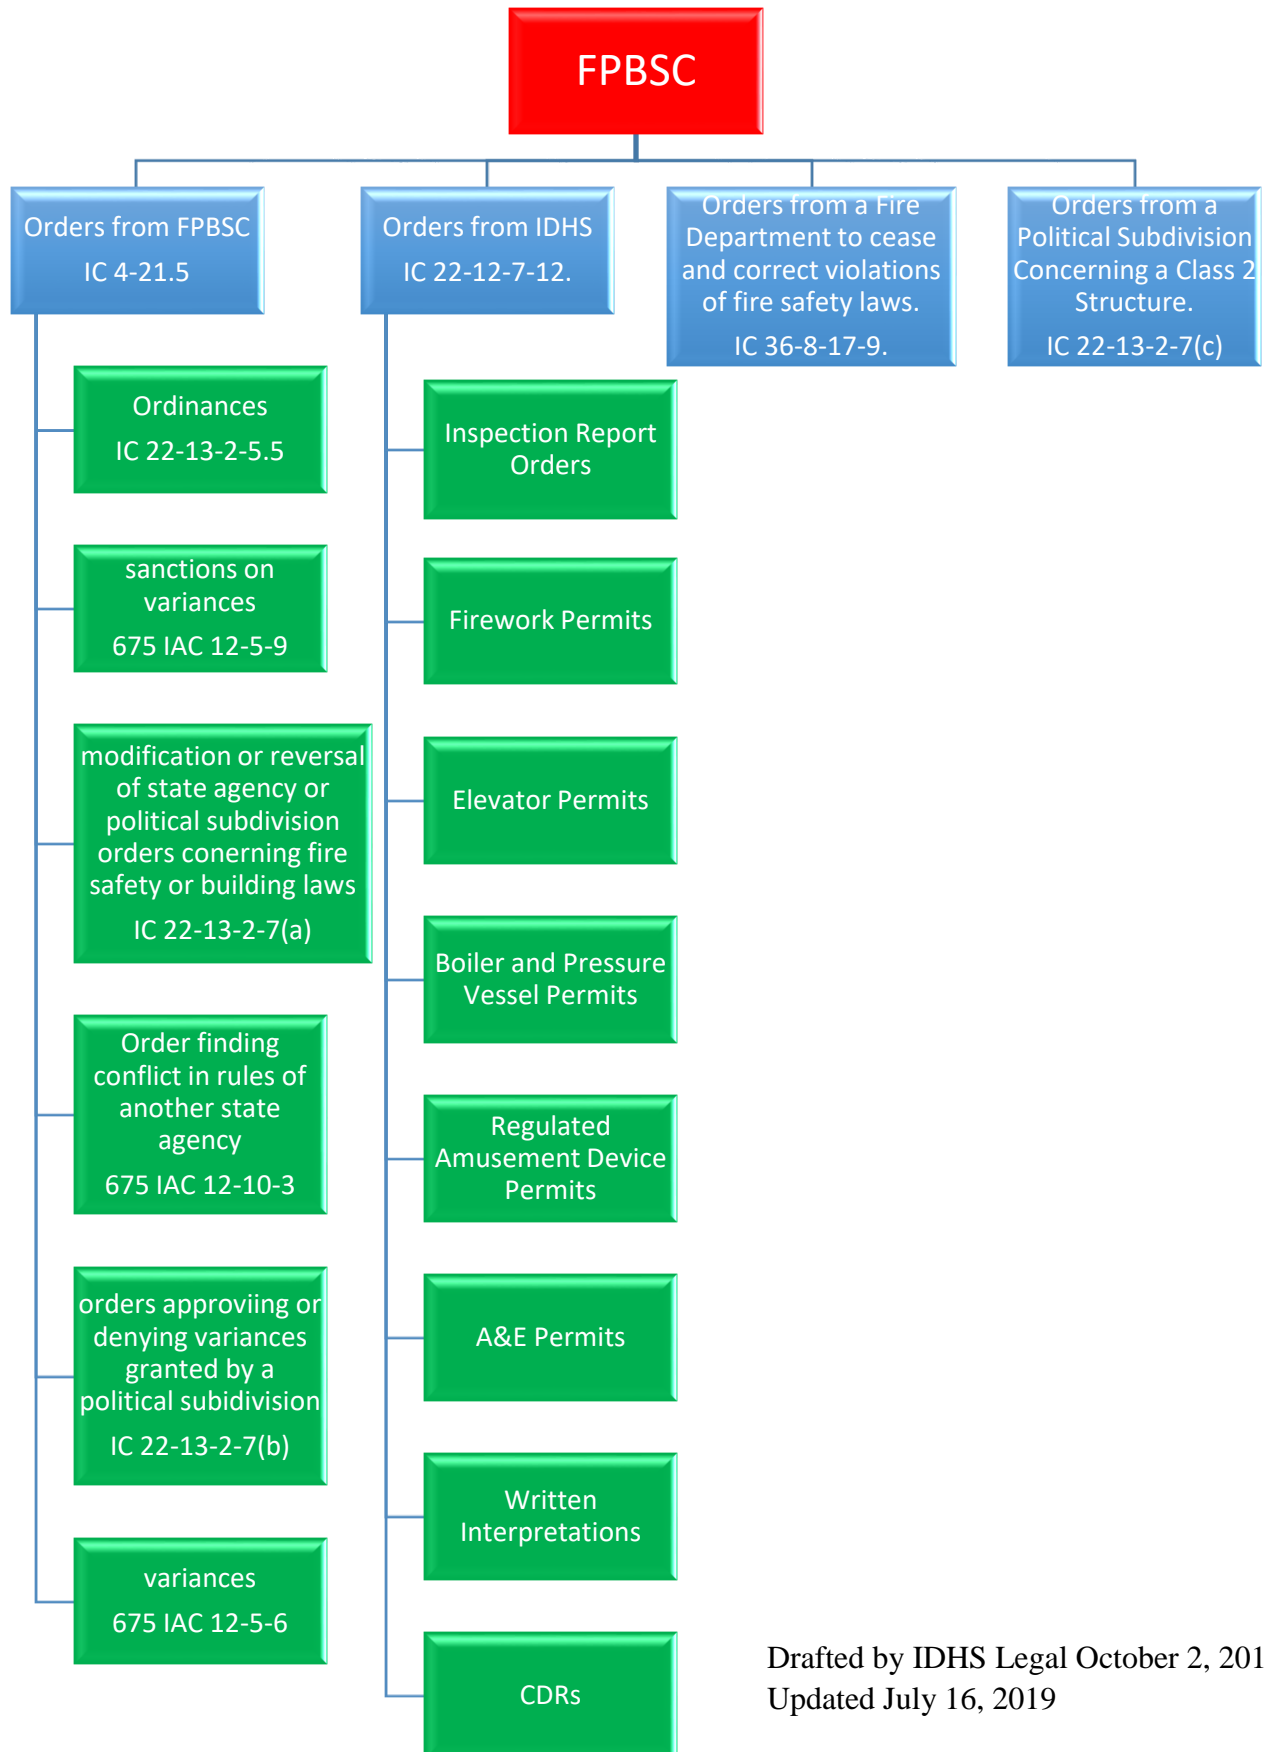 FPBSC
Orders from FPBSC
IC 4-21.5
Orders from IDHS
IC 22-12-7-12.
Orders from a Fire
Department to cease
and correct violations
of fire safety laws.
IC 36-8-17-9.
Orders from a
Political Subdivision
Concerning a Class 2
Structure.
IC 22-13-2-7(c)
Ordinances
IC 22-13-2-5.5
sanctions on
variances
675 IAC 12-5-9
modification or reversal
of state agency or
political subdivision
orders conerning fire
safety or building laws
IC 22-13-2-7(a)
Order finding
conflict in rules of
another state
agency
675 IAC 12-10-3
orders approviing or
denying variances
granted by a
political subidivision
IC 22-13-2-7(b)
variances
675 IAC 12-5-6
Inspection Report
Orders
Firework Permits
Elevator Permits
Boiler and Pressure
Vessel Permits
Regulated
Amusement Device
Permits
A&E Permits
Written
Interpretations
CDRs
Drafted by IDHS Legal October 2, 201
Updated July 16, 2019